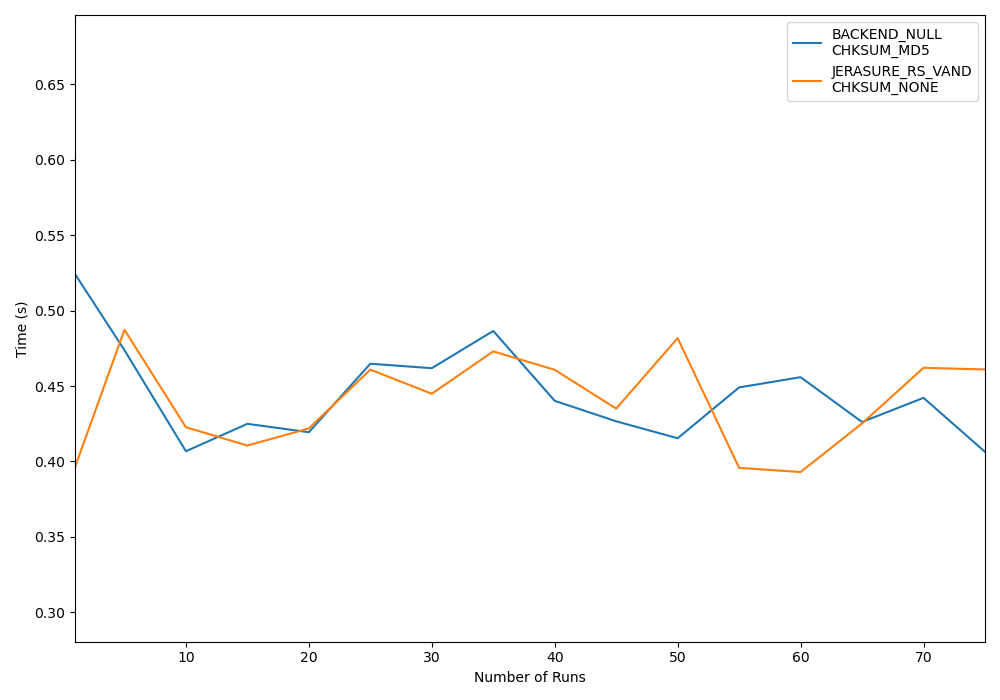 BACKEND_NULL
CHKSUM_MD5
JERASURE_RS_VAND
CHKSUM_NONE
Time (s)
0.65
0.60
0.55
0.50
0.45
0.40
0.35
0.30
10 20 30 40 50 60 70
Number of Runs